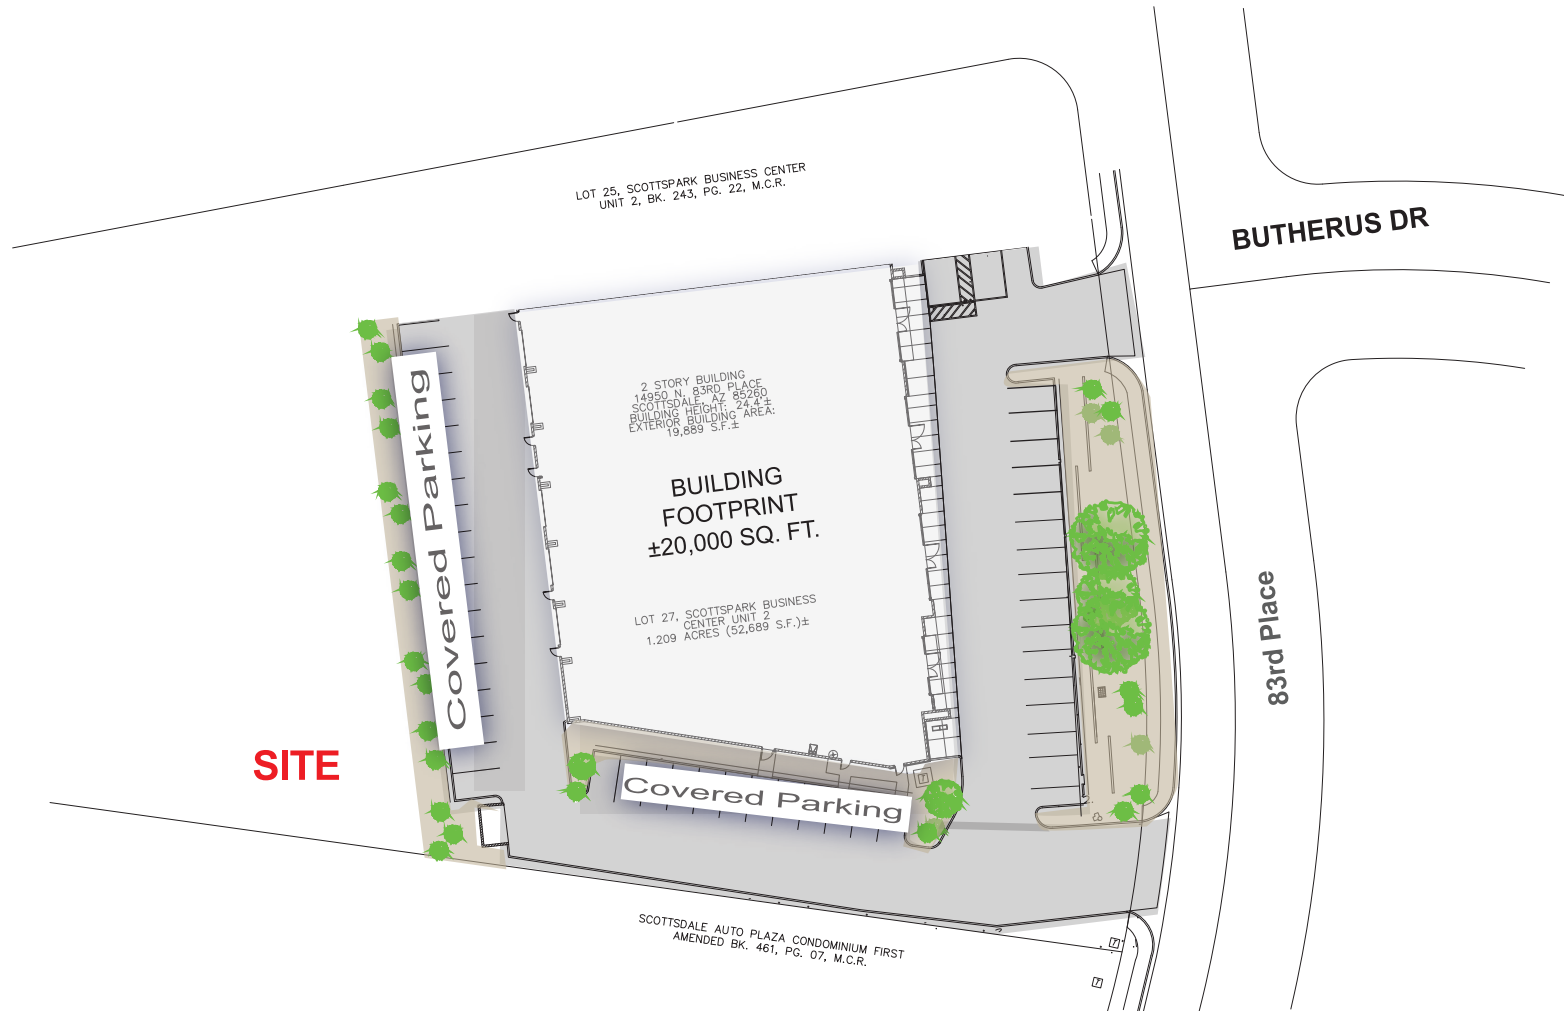 LOT 25, SCOTTSPARK BUSINESS CENTER
UNIT 2, BK. 243, PG. 22, M.C.R.
BUTHERUS DR
2 STORY BUILDING
14950 N. 83RD PLACE
SCOTTSDALE, AZ 85260
BUILDING HEIGHT: 24.4'±
EXTERIOR BUILDING AREA:
19,889 S.F.±
Covered Parking
BUILDING
FOOTPRINT
±20,000 SQ. FT.
LOT 27, SCOTTSPARK BUSINESS
CENTER UNIT 2
1.209 ACRES (52,689 S.F.)±
83rd Place
SITE
Covered Parking
SCOTTSDALE AUTO PLAZA CONDOMINIUM FIRST
AMENDED BK. 461, PG. 07, M.C.R.